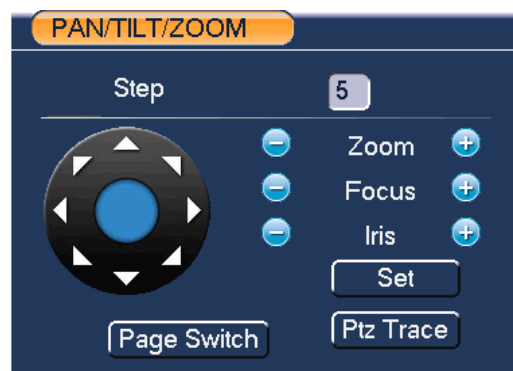 PAN/TILT/ZOOM
Step 5
Zoom
Focus
Iris
Set
Page Switch
Ptz Trace